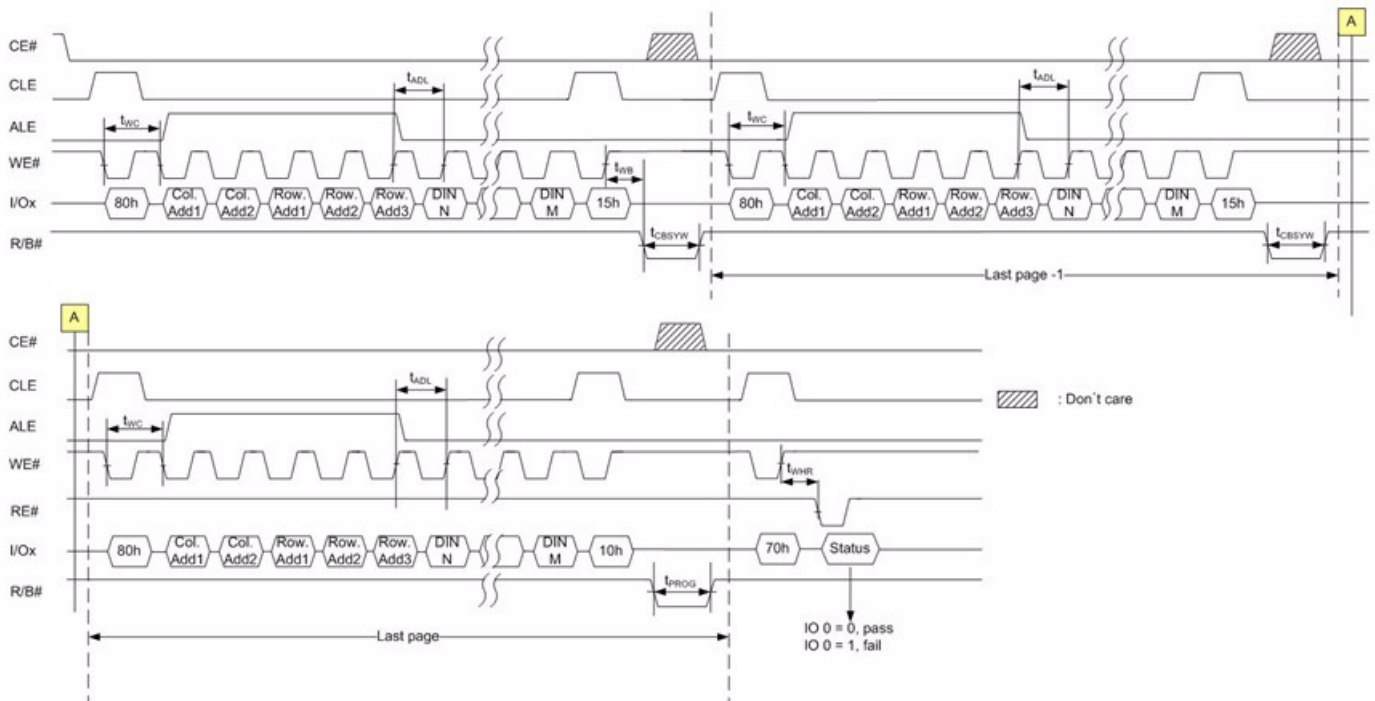 A
CE#
CLE
tADL
tADL
ALE
tWC
tWC
WE#
tWB
I/Ox
80h
Col. Add1
Col. Add2
Row. Add1
Row. Add2
Row. Add3
DIN N
DIN M
15h
80h
Col. Add1
Col. Add2
Row. Add1
Row. Add2
Row. Add3
DIN N
DIN M
15h
R/B#
tCBSYW
tCBSYW
Last page -1
A
CE#
CLE
tADL
: Don`t care
ALE
tWC
WE#
tWHR
RE#
I/Ox
80h
Col. Add1
Col. Add2
Row. Add1
Row. Add2
Row. Add3
DIN N
DIN M
10h
70h
Status
R/B#
tPROG
IO 0 = 0, pass
IO 0 = 1, fail
Last page